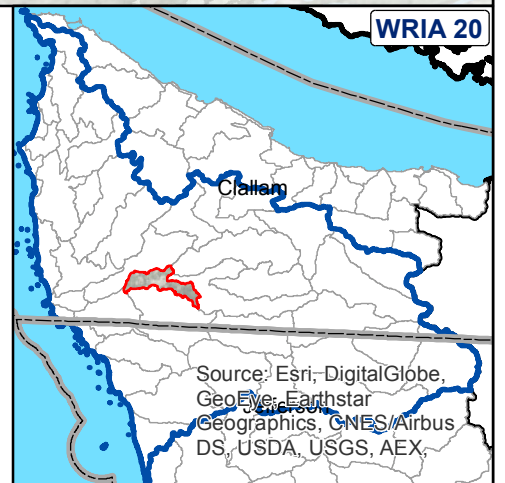 WRIA 20
Clallam
Source: Esri, DigitalGlobe,
GeoEye, Earthstar
Geographics, CNES/Airbus
DS, USDA, USGS, AEX,